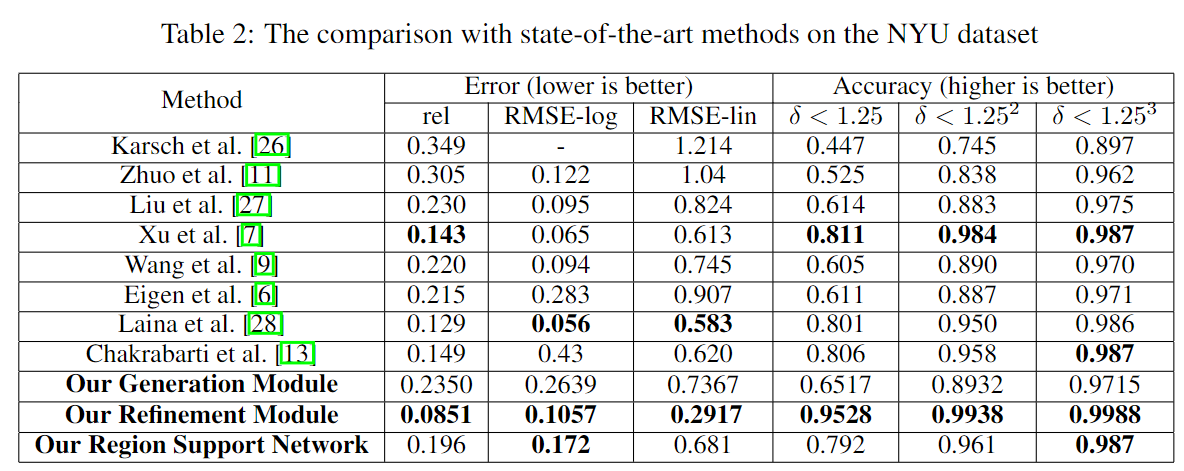 Table 2: The comparison with state-of-the-art methods on the NYU dataset
Method Error (lower is better) Accuracy (higher is better)
rel RMSE-log RMSE-lin δ < 1.25 δ < 1.25² δ < 1.25³
Karsch et al. [26] 0.349 - 1.214 0.447 0.745 0.897
Zhuo et al. [11] 0.305 0.122 1.04 0.525 0.838 0.962
Liu et al. [27] 0.230 0.095 0.824 0.614 0.883 0.975
Xu et al. [7] 0.143 0.065 0.613 0.811 0.984 0.987
Wang et al. [9] 0.220 0.094 0.745 0.605 0.890 0.970
Eigen et al. [6] 0.215 0.283 0.907 0.611 0.887 0.971
Laina et al. [28] 0.129 0.056 0.583 0.801 0.950 0.986
Chakrabarti et al. [13] 0.149 0.43 0.620 0.806 0.958 0.987
Our Generation Module 0.2350 0.2639 0.7367 0.6517 0.8932 0.9715
Our Refinement Module 0.0851 0.1057 0.2917 0.9528 0.9938 0.9988
Our Region Support Network 0.196 0.172 0.681 0.792 0.961 0.987